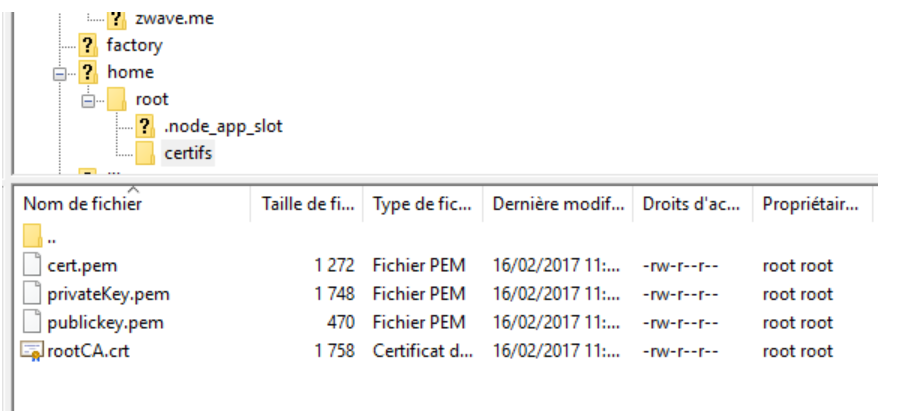 zwave.me
factory
home
root
.node_app_slot
certifs
Nom de fichier Taille de fi... Type de fic... Dernière modif... Droits d'ac... Propriétair...
..
cert.pem 1 272 Fichier PEM 16/02/2017 11:... -rw-r--r-- root root
privateKey.pem 1 748 Fichier PEM 16/02/2017 11:... -rw-r--r-- root root
publickey.pem 470 Fichier PEM 16/02/2017 11:... -rw-r--r-- root root
rootCA.crt 1 758 Certificat d... 16/02/2017 11:... -rw-r--r-- root root